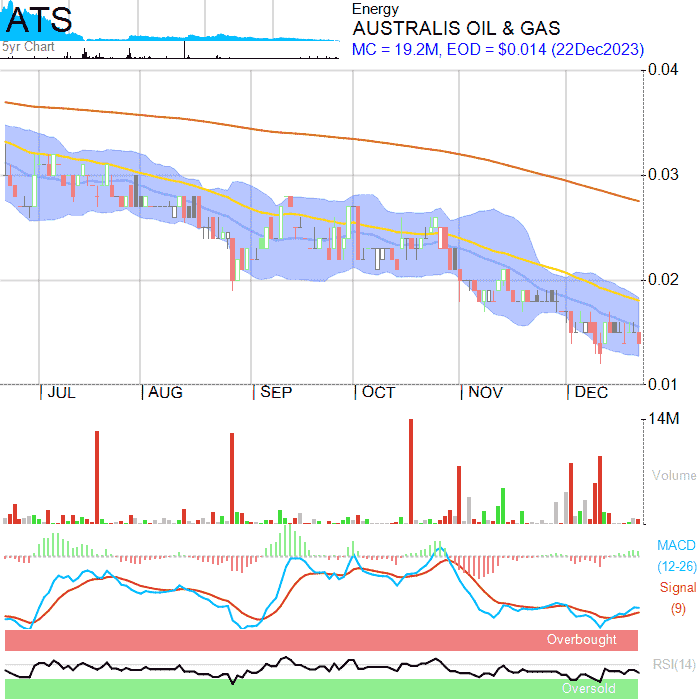 ATS
5yr Chart
Energy
AUSTRALIS OIL & GAS
MC = 19.2M, EOD = $0.014 (22Dec2023)
0.04
0.03
0.02
0.01
JUL AUG SEP OCT NOV DEC
14M
Volume
MACD
(12-26)
Signal
(9)
Overbought
RSI(14)
Oversold